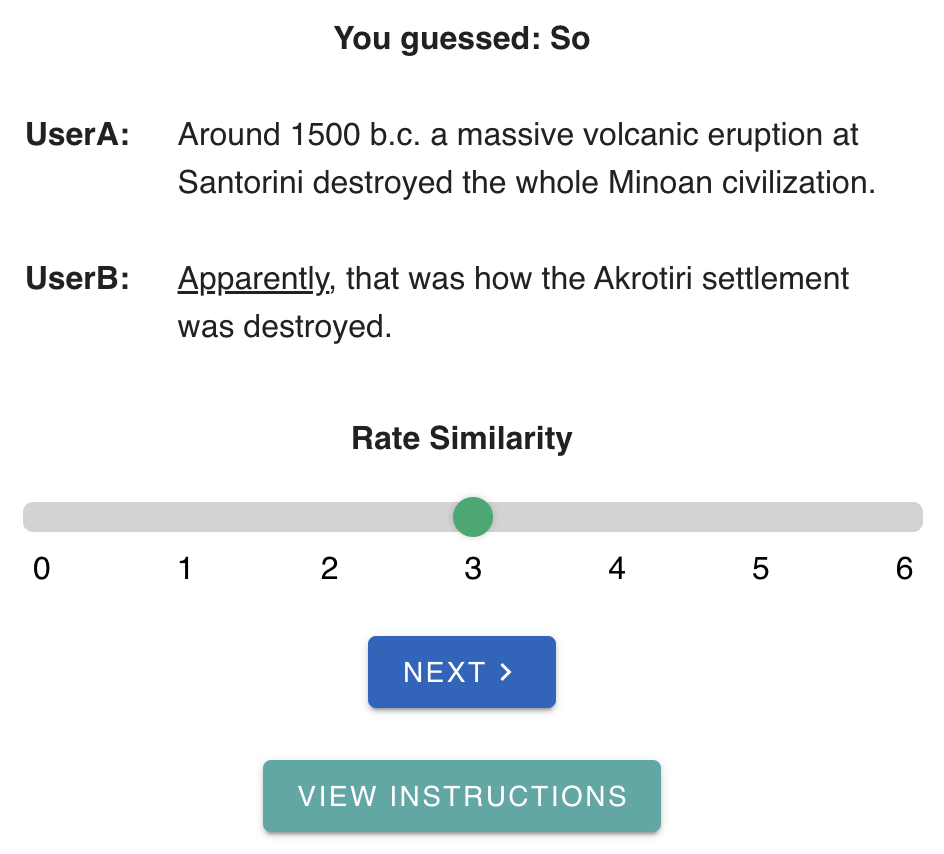 You guessed: So
UserA: Around 1500 b.c. a massive volcanic eruption at
Santorini destroyed the whole Minoan civilization.
UserB: Apparently, that was how the Akrotiri settlement
was destroyed.
Rate Similarity
0 1 2 3 4 5 6
NEXT >
VIEW INSTRUCTIONS